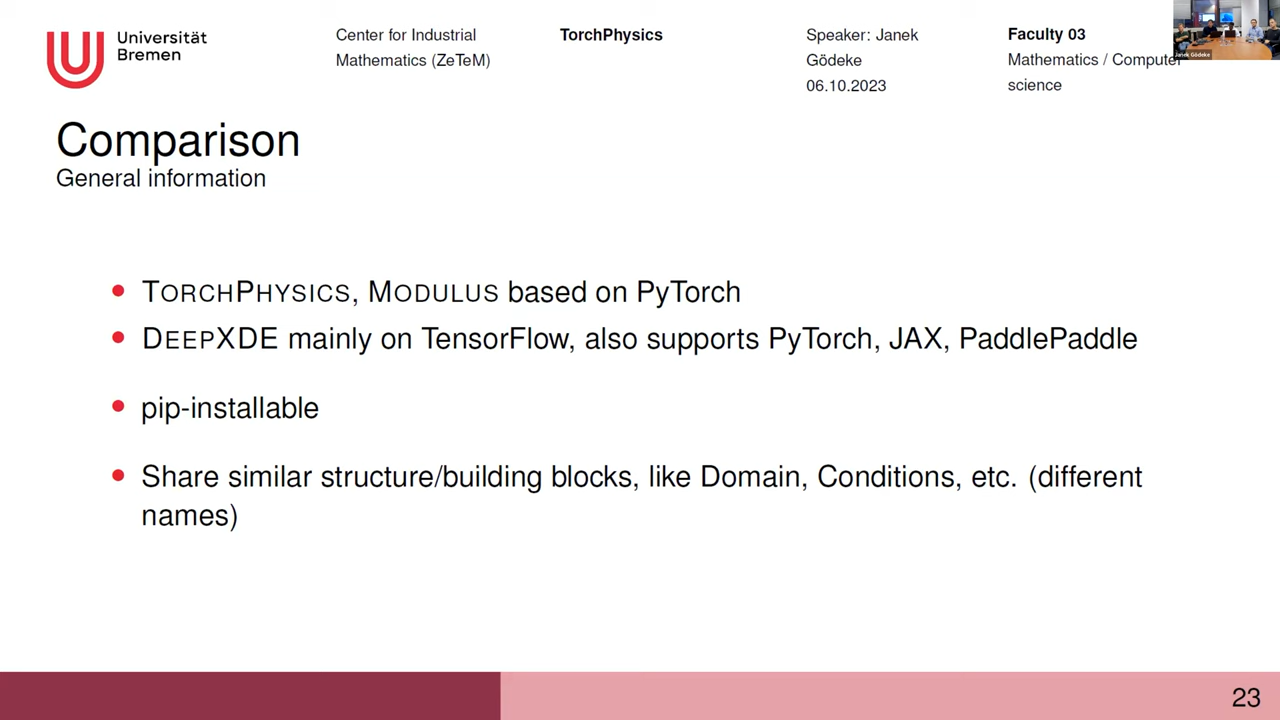 Universität
Bremen
Center for Industrial
Mathematics (ZeTeM)
TorchPhysics
Speaker: Janek
Gödeke
06.10.2023
Faculty 03
Mathematics / Computer
science
Janek Gödeke
Comparison
General information
TORCHPHYSICS, MODULUS based on PyTorch
DEEPXDE mainly on TensorFlow, also supports PyTorch, JAX, PaddlePaddle
pip-installable
Share similar structure/building blocks, like Domain, Conditions, etc. (different
names)
23